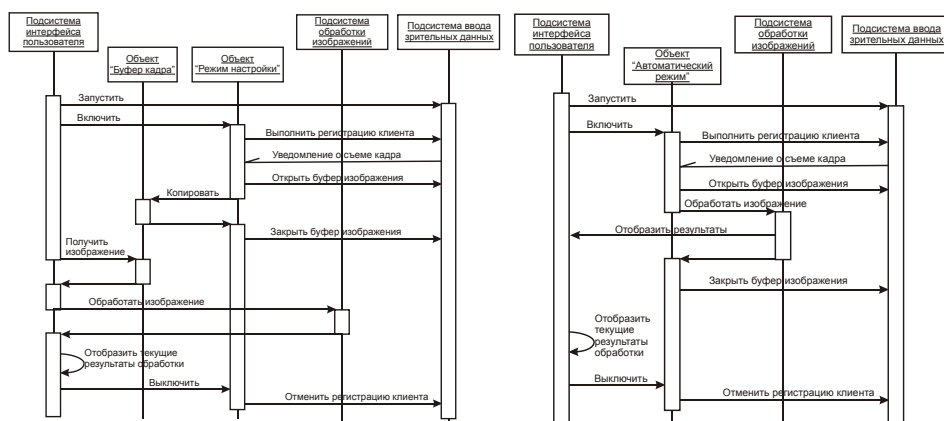 Подсистема
интерфейса
пользователя
Объект
"Буфер кадра"
Объект
"Режим настройки"
Подсистема
обработки
изображений
Подсистема ввода
зрительных данных
Запустить
Включить
Выполнить регистрацию клиента
Уведомление о съеме кадра
Открыть буфер изображения
Копировать
Закрыть буфер изображения
Получить
изображение
Обработать изображение
Отобразить текущие
результаты обработки
Выключить
Отменить регистрацию клиента
Подсистема
интерфейса
пользователя
Объект
"Автоматический
режим"
Подсистема
обработки
изображений
Подсистема ввода
зрительных данных
Запустить
Включить
Выполнить регистрацию клиента
Уведомление о съеме кадра
Открыть буфер изображения
Обработать изображение
Отобразить результаты
Закрыть буфер изображения
Отобразить
текущие
результаты
обработки
Выключить
Отменить регистрацию клиента